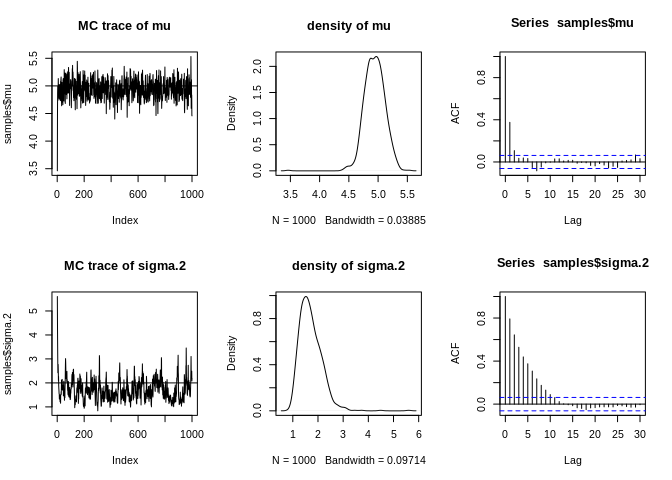 MC trace of mu
samples$mu
3.5 4.0 4.5 5.0 5.5
0 200 600 1000
Index
density of mu
Density
0.0 0.5 1.0 1.5 2.0
3.5 4.0 4.5 5.0 5.5
N = 1000 Bandwidth = 0.03885
Series samples$mu
ACF
0.0 0.4 0.8
0 5 10 15 20 25 30
Lag
MC trace of sigma.2
samples$sigma.2
1 2 3 4 5
0 200 600 1000
Index
density of sigma.2
Density
0.0 0.4 0.8
1 2 3 4 5 6
N = 1000 Bandwidth = 0.09714
Series samples$sigma.2
ACF
0.0 0.4 0.8
0 5 10 15 20 25 30
Lag